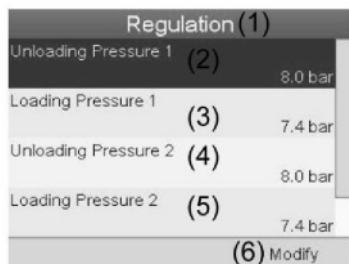 Regulation (1)
Unloading Pressure 1
(2)
8.0 bar
Loading Pressure 1
(3)
7.4 bar
Unloading Pressure 2
(4)
8.0 bar
Loading Pressure 2
(5)
7.4 bar
(6) Modify